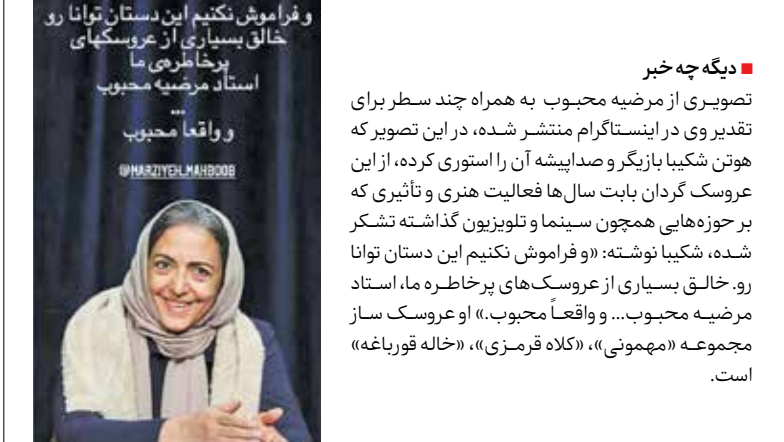 دیگه چه خبر
تصویری از مرضیه محبوب به همراه چند سطر برای
تقدیر وی در اینستاگرام منتشر شده، در این تصویر که
هوتن شکیبا بازیگر و صداپیشه آن را استوری کرده، از این
عروسک گردان بابت سال‌ها فعالیت هنری و تأثیری که
بر حوزه‌هایی همچون سینما و تلویزیون گذاشته تشکر
شده، شکیبا نوشته: «و فراموش نکنیم این دستان توانا
رو. خالق بسیاری از عروسک‌های پرخاطره ما، استاد
مرضیه محبوب... و واقعاً محبوب.» او عروسک ساز
مجموعه «مهمونی»، «کلاه قرمزی»، «خاله قورباغه»
است.
و فراموش نکنیم این دستان توانا رو
خالق بسیاری از عروسکهای
پرخاطره‌ی ما
استاد مرضیه محبوب
...
و واقعا محبوب
@MARZIYEH_MAHBOOB